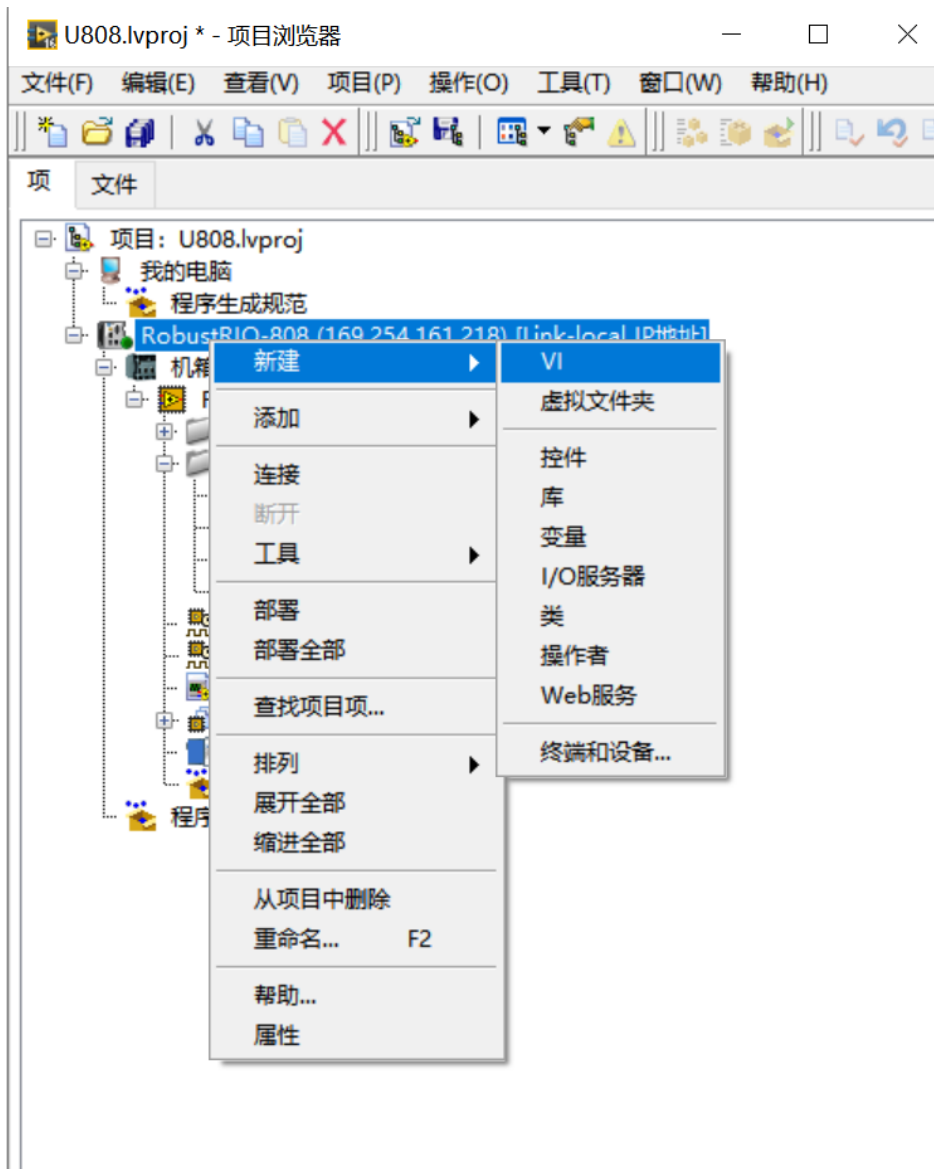 U808.lvproj * - 项目浏览器
文件(F) 编辑(E) 查看(V) 项目(P) 操作(O) 工具(T) 窗口(W) 帮助(H)
项 文件
项目：U808.lvproj
我的电脑
程序生成规范
RobustRIO-808 (169.254.161.218) [Link-local IP地址]
机箱
新建
添加
连接
断开
工具
部署
部署全部
查找项目项...
排列
展开全部
缩进全部
从项目中删除
重命名... F2
帮助...
属性
VI
虚拟文件夹
控件
库
变量
I/O服务器
类
操作者
Web服务
终端和设备...
程序